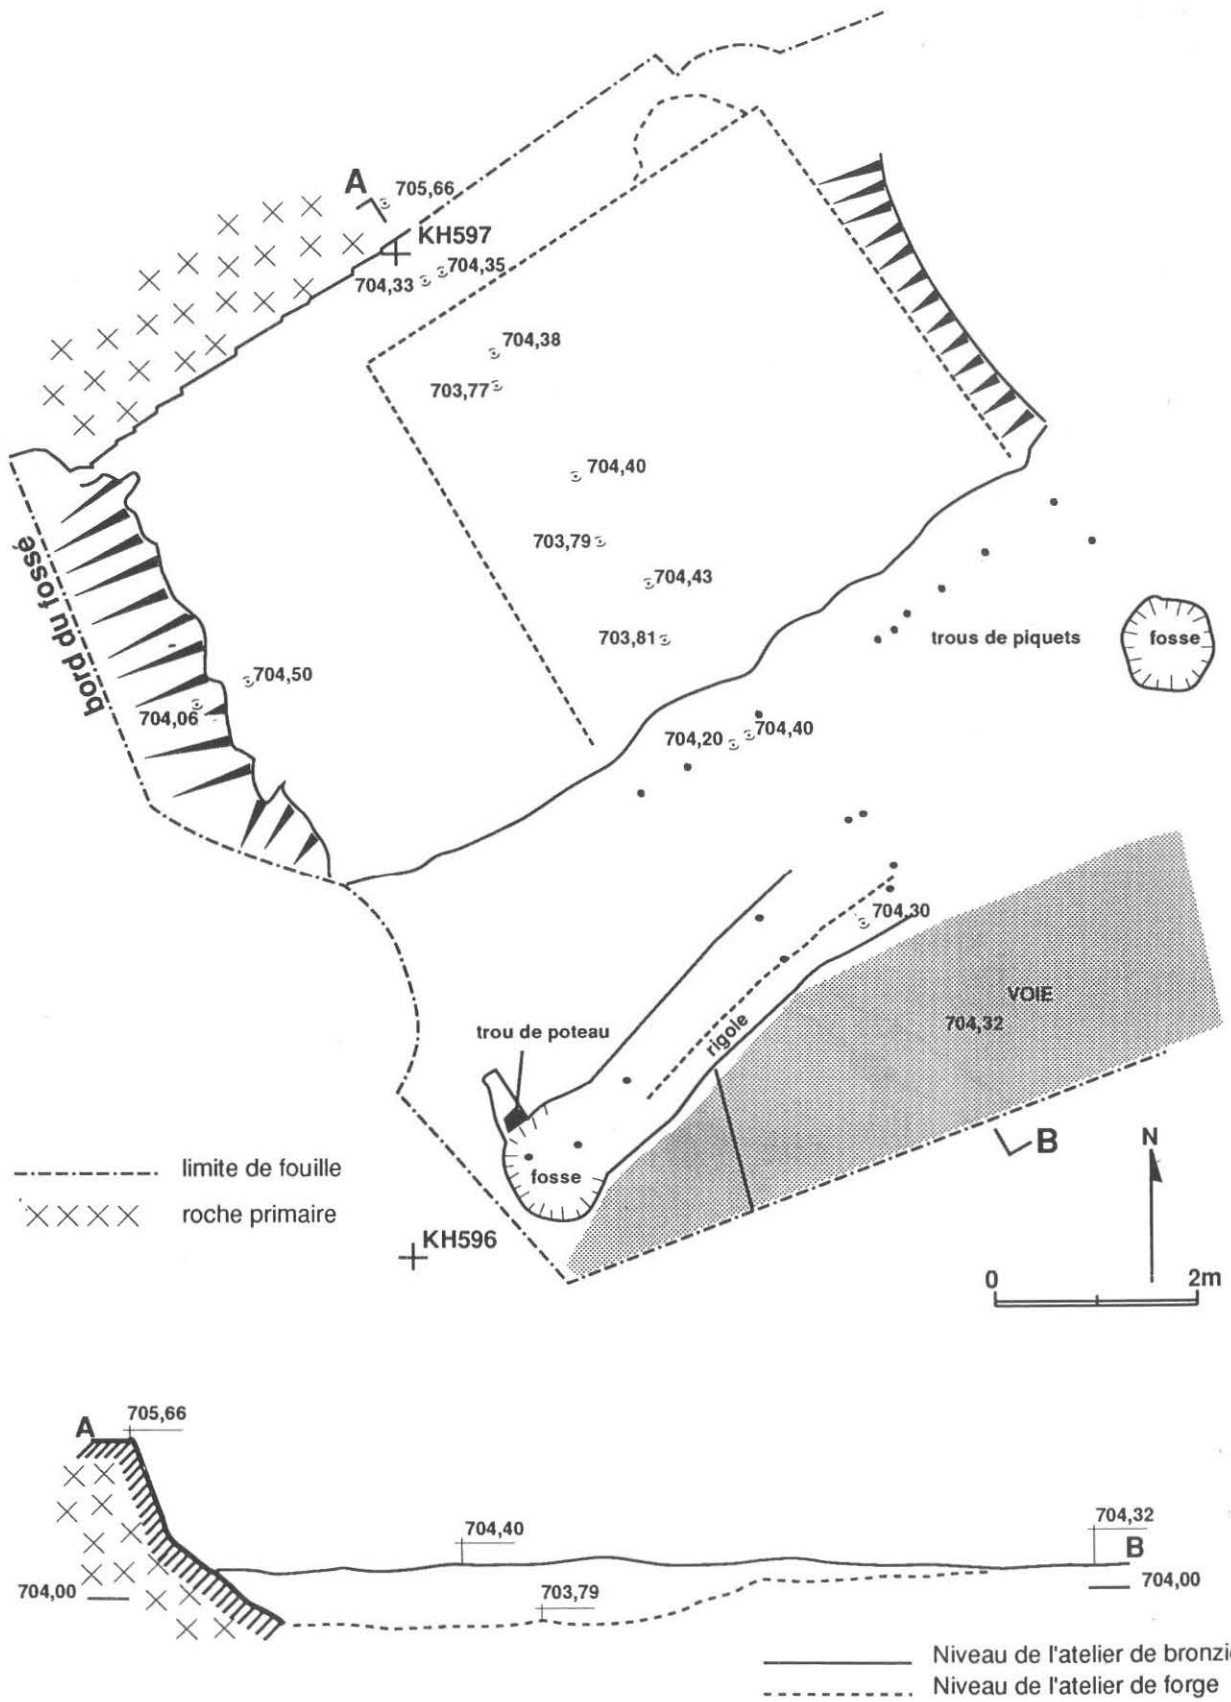 A
705,66
KH597
704,35
704,33
704,38
703,77
704,40
703,79
704,43
703,81
trous de piquets
fosse
bord du fossé
704,50
704,06
704,20
704,40
704,30
VOIE
704,32
rigole
trou de poteau
fosse
B
N
limite de fouille
roche primaire
KH596
0 2m
A
705,66
704,40
704,32
B
704,00
703,79
704,00
Niveau de l'atelier de
Niveau de l'atelier de forge